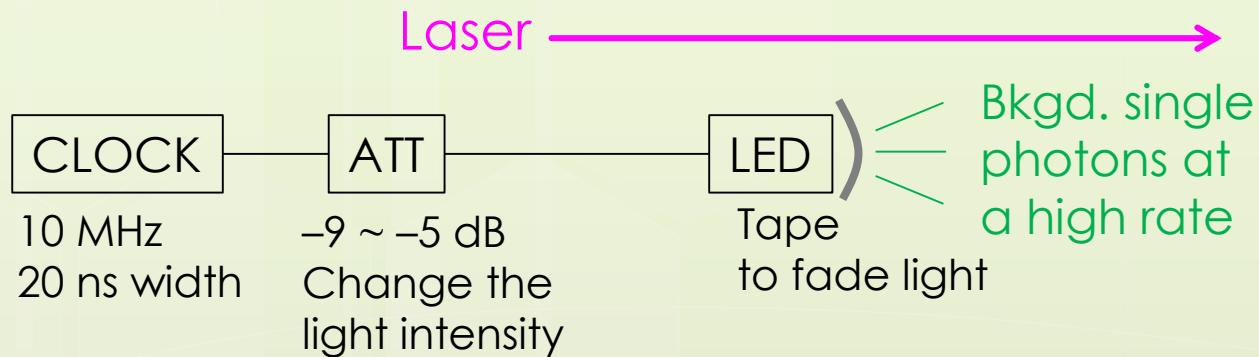 Laser
CLOCK
ATT
LED
Bkgd. single
photons at
a high rate
10 MHz
20 ns width
–9 ~ –5 dB
Change the
light intensity
Tape
to fade light